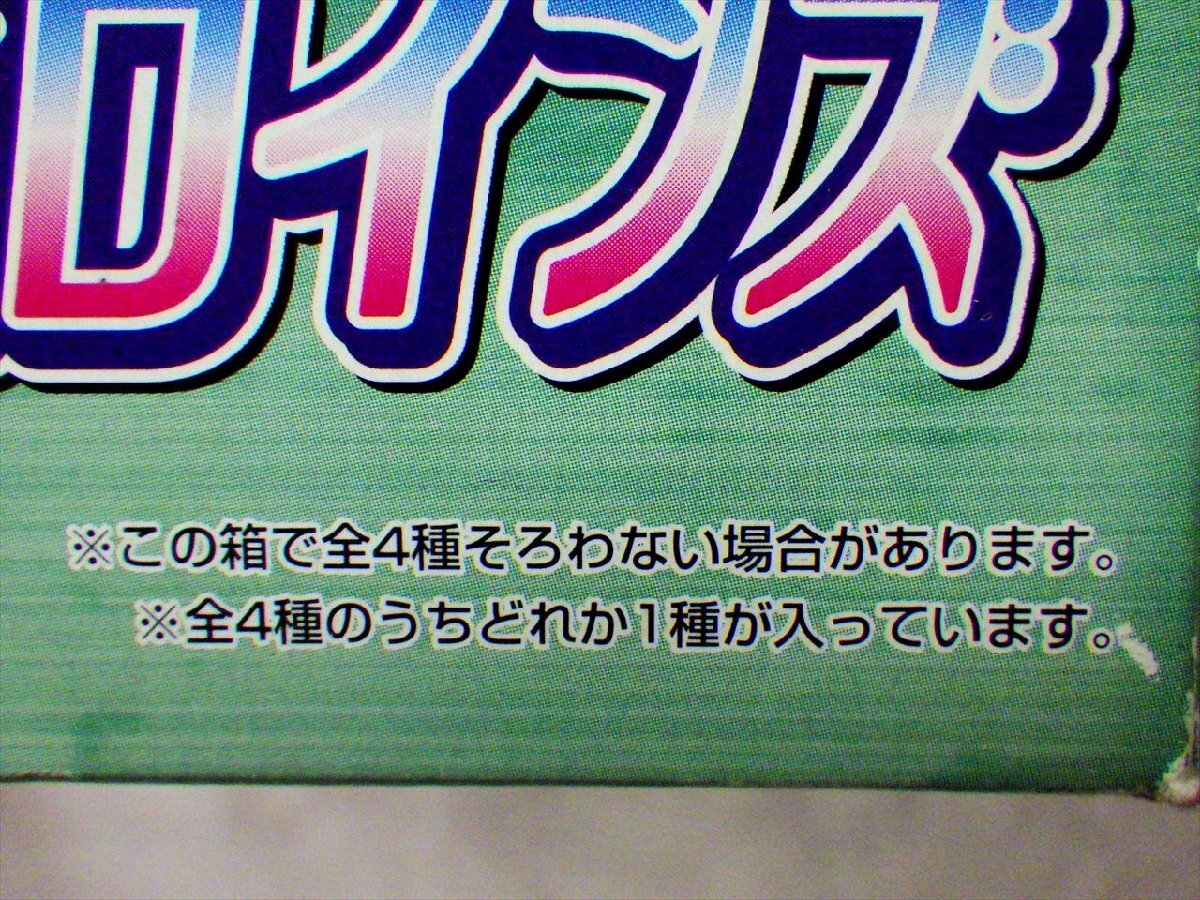 ロインズ
※この箱で全4種そろわない場合があります。
※全4種のうちどれか1種が入っています。